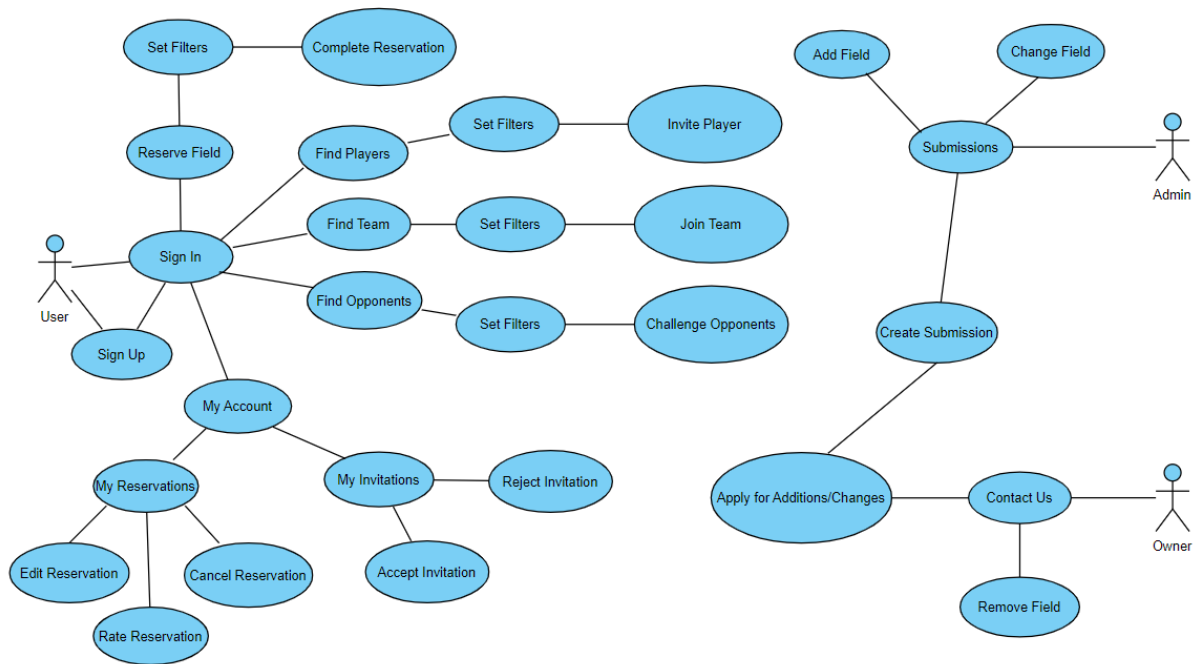 Set Filters
Complete Reservation
Add Field
Change Field
Set Filters
Invite Player
Reserve Field
Find Players
Submissions
Admin
Find Team
Set Filters
Join Team
Sign In
Find Opponents
User
Set Filters
Challenge Opponents
Create Submission
Sign Up
My Account
My Invitations
Reject Invitation
My Reservations
Apply for Additions/Changes
Contact Us
Owner
Edit Reservation
Cancel Reservation
Accept Invitation
Remove Field
Rate Reservation